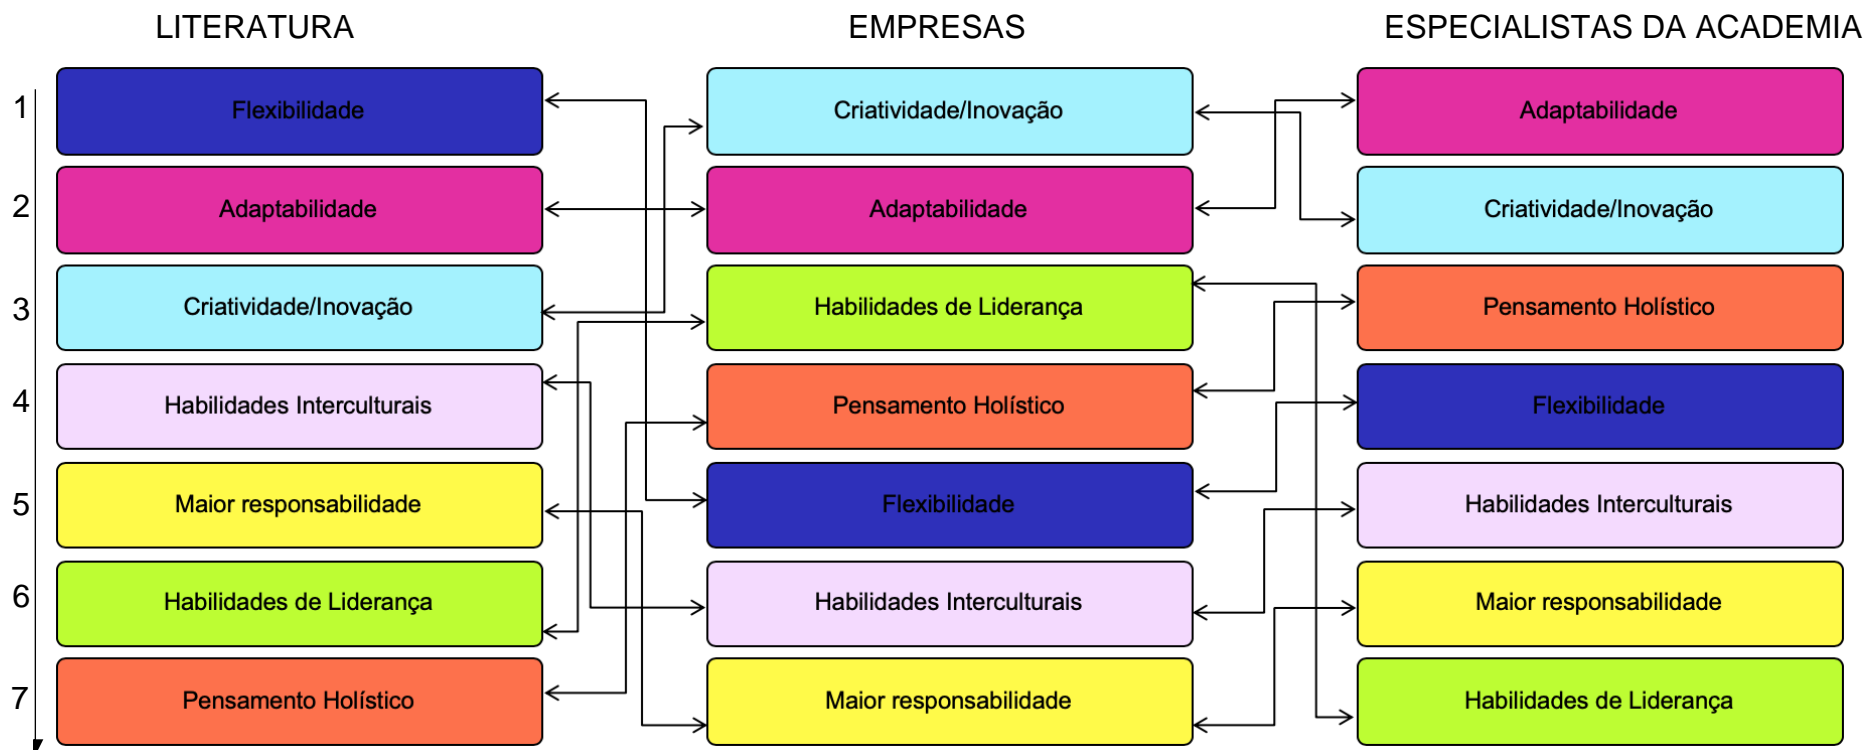 LITERATURA EMPRESAS ESPECIALISTAS DA ACADEMIA
1 Flexibilidade Criatividade/Inovação Adaptabilidade
2 Adaptabilidade Adaptabilidade Criatividade/Inovação
3 Criatividade/Inovação Habilidades de Liderança Pensamento Holístico
4 Habilidades Interculturais Pensamento Holístico Flexibilidade
5 Maior responsabilidade Flexibilidade Habilidades Interculturais
6 Habilidades de Liderança Habilidades Interculturais Maior responsabilidade
7 Pensamento Holístico Maior responsabilidade Habilidades de Liderança